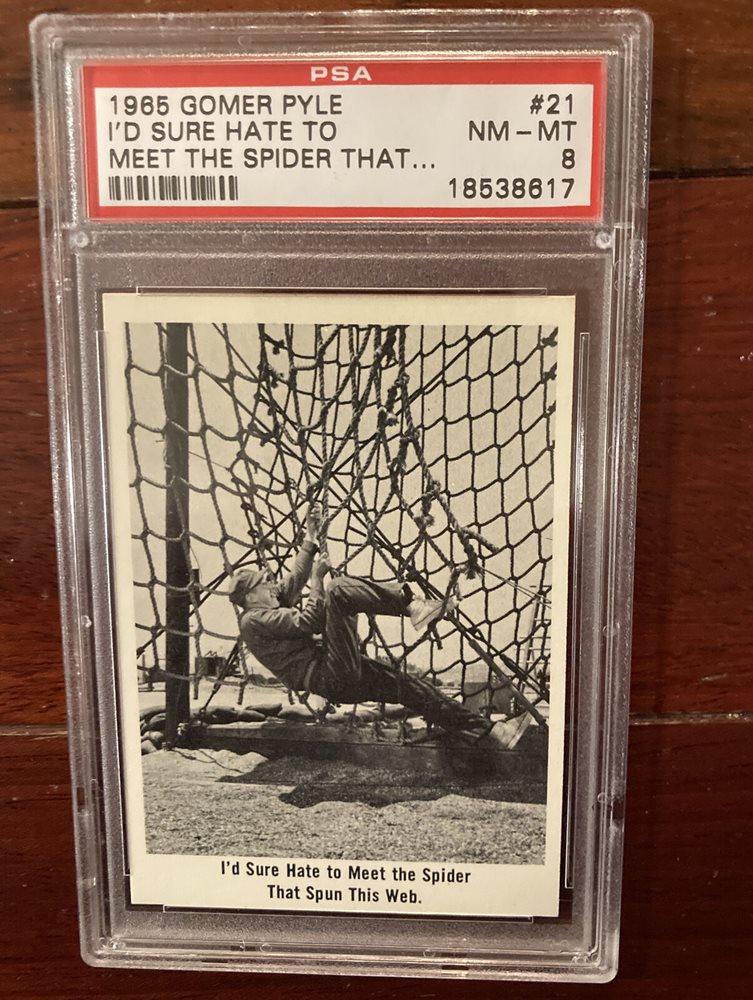 PSA
1965 GOMER PYLE #21
I'D SURE HATE TO NM - MT
MEET THE SPIDER THAT... 8
18538617
I'd Sure Hate to Meet the Spider
That Spun This Web.